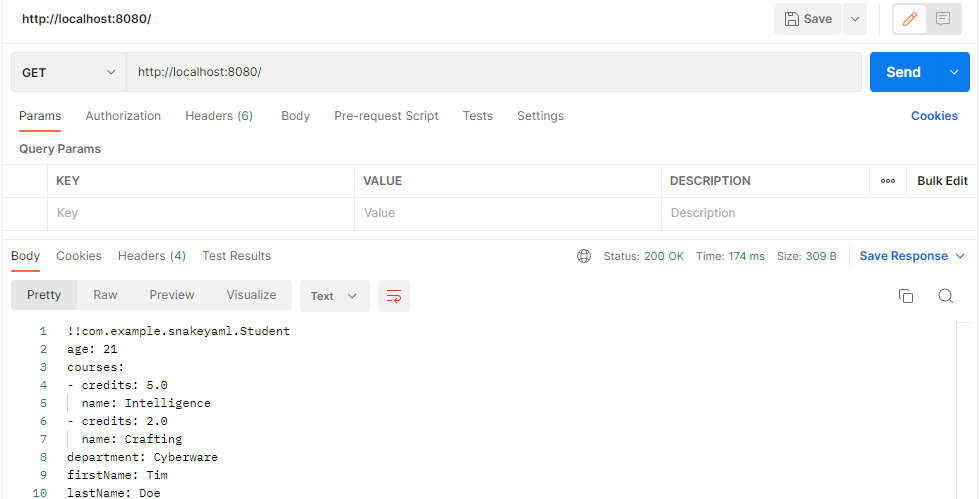 http://localhost:8080/
Save
GET
http://localhost:8080/
Send
Params Authorization Headers (6) Body Pre-request Script Tests Settings Cookies
Query Params
KEY VALUE DESCRIPTION ooo Bulk Edit
Key Value Description
Body Cookies Headers (4) Test Results Status: 200 OK Time: 174 ms Size: 309 B Save Response
Pretty Raw Preview Visualize Text
1 !!com.example.snakeyaml.Student
2 age: 21
3 courses:
4 - credits: 5.0
5   name: Intelligence
6 - credits: 2.0
7   name: Crafting
8 department: Cyberware
9 firstName: Tim
10 lastName: Doe